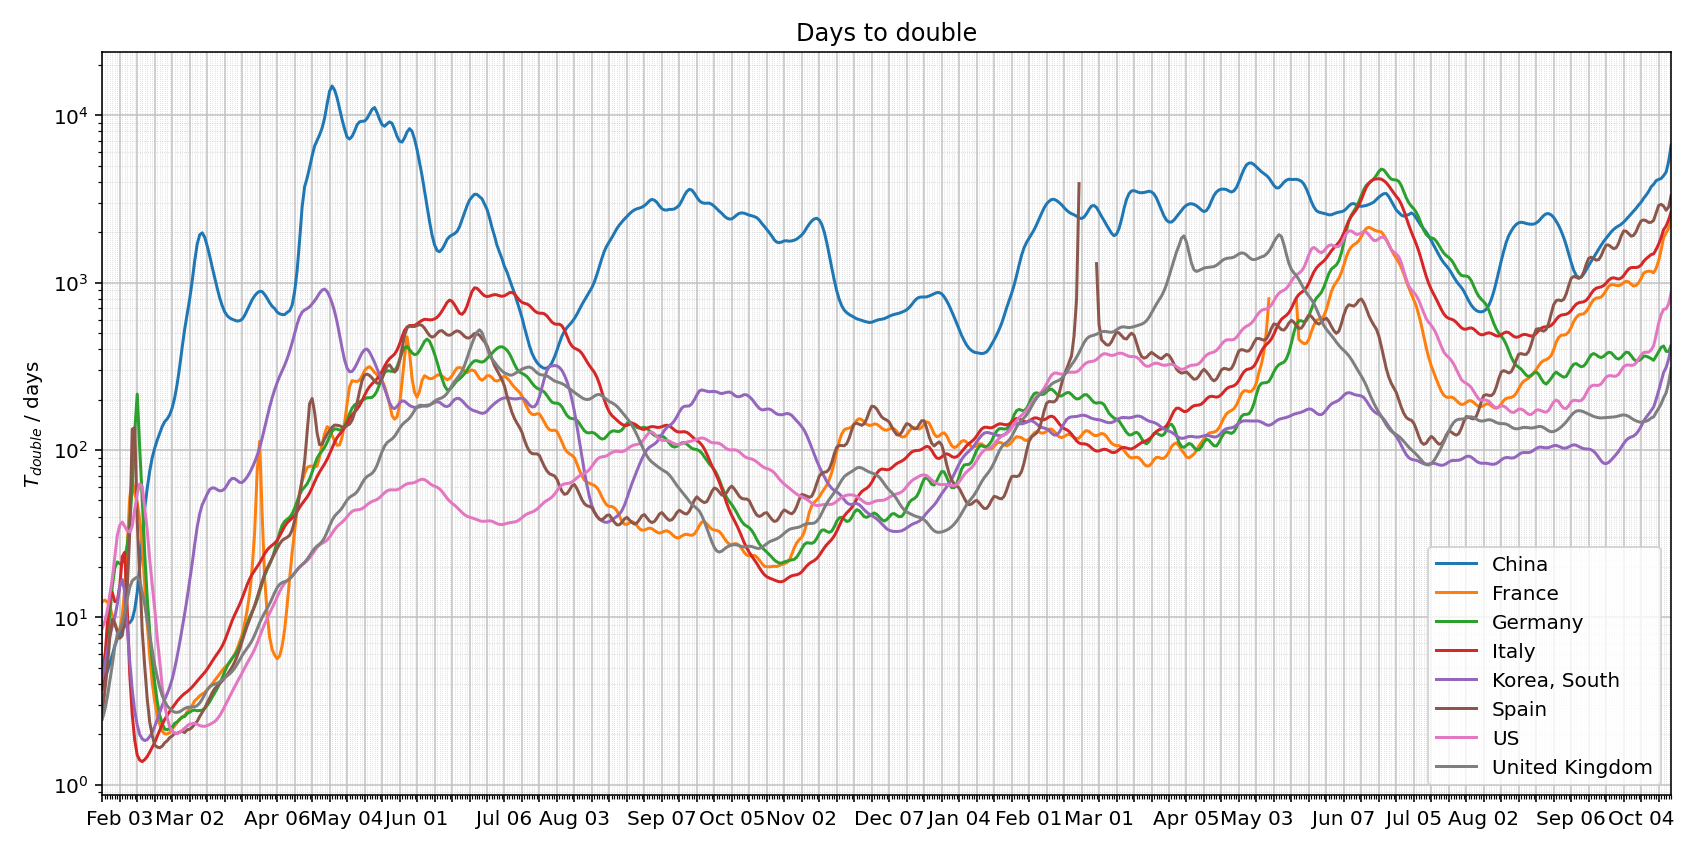 Days to double
T_double / days
10⁴
10³
10²
10¹
10⁰
Feb 03 Mar 02 Apr 06 May 04 Jun 01 Jul 06 Aug 03 Sep 07 Oct 05 Nov 02 Dec 07 Jan 04 Feb 01 Mar 01 Apr 05 May 03 Jun 07 Jul 05 Aug 02 Sep 06 Oct 04
China
France
Germany
Italy
Korea, South
Spain
US
United Kingdom